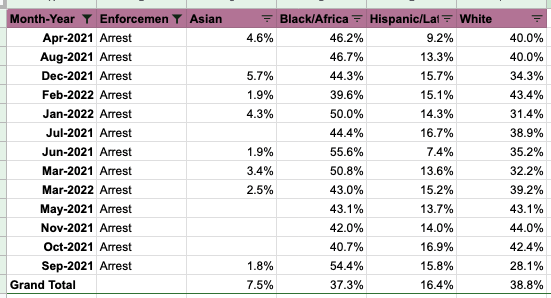 Month-Year Enforcemen Asian Black/Africa Hispanic/Lat White
Apr-2021 Arrest 4.6% 46.2% 9.2% 40.0%
Aug-2021 Arrest 46.7% 13.3% 40.0%
Dec-2021 Arrest 5.7% 44.3% 15.7% 34.3%
Feb-2022 Arrest 1.9% 39.6% 15.1% 43.4%
Jan-2022 Arrest 4.3% 50.0% 14.3% 31.4%
Jul-2021 Arrest 44.4% 16.7% 38.9%
Jun-2021 Arrest 1.9% 55.6% 7.4% 35.2%
Mar-2021 Arrest 3.4% 50.8% 13.6% 32.2%
Mar-2022 Arrest 2.5% 43.0% 15.2% 39.2%
May-2021 Arrest 43.1% 13.7% 43.1%
Nov-2021 Arrest 42.0% 14.0% 44.0%
Oct-2021 Arrest 40.7% 16.9% 42.4%
Sep-2021 Arrest 1.8% 54.4% 15.8% 28.1%
Grand Total 7.5% 37.3% 16.4% 38.8%